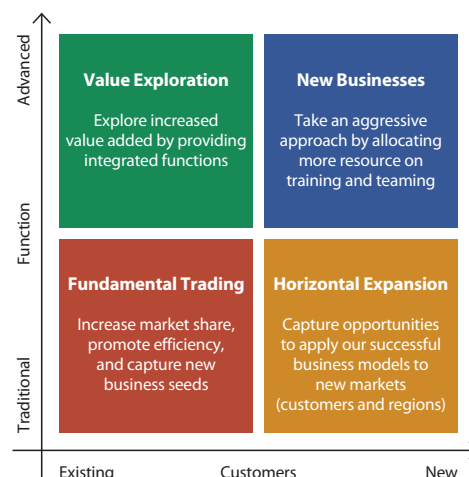 Advanced
Function
Traditional
Value Exploration
Explore increased
value added by providing
integrated functions
New Businesses
Take an aggressive
approach by allocating
more resource on
training and teaming
Fundamental Trading
Increase market share,
promote efficiency,
and capture new
business seeds
Horizontal Expansion
Capture opportunities
to apply our successful
business models to
new markets
(customers and regions)
Existing
Customers
New